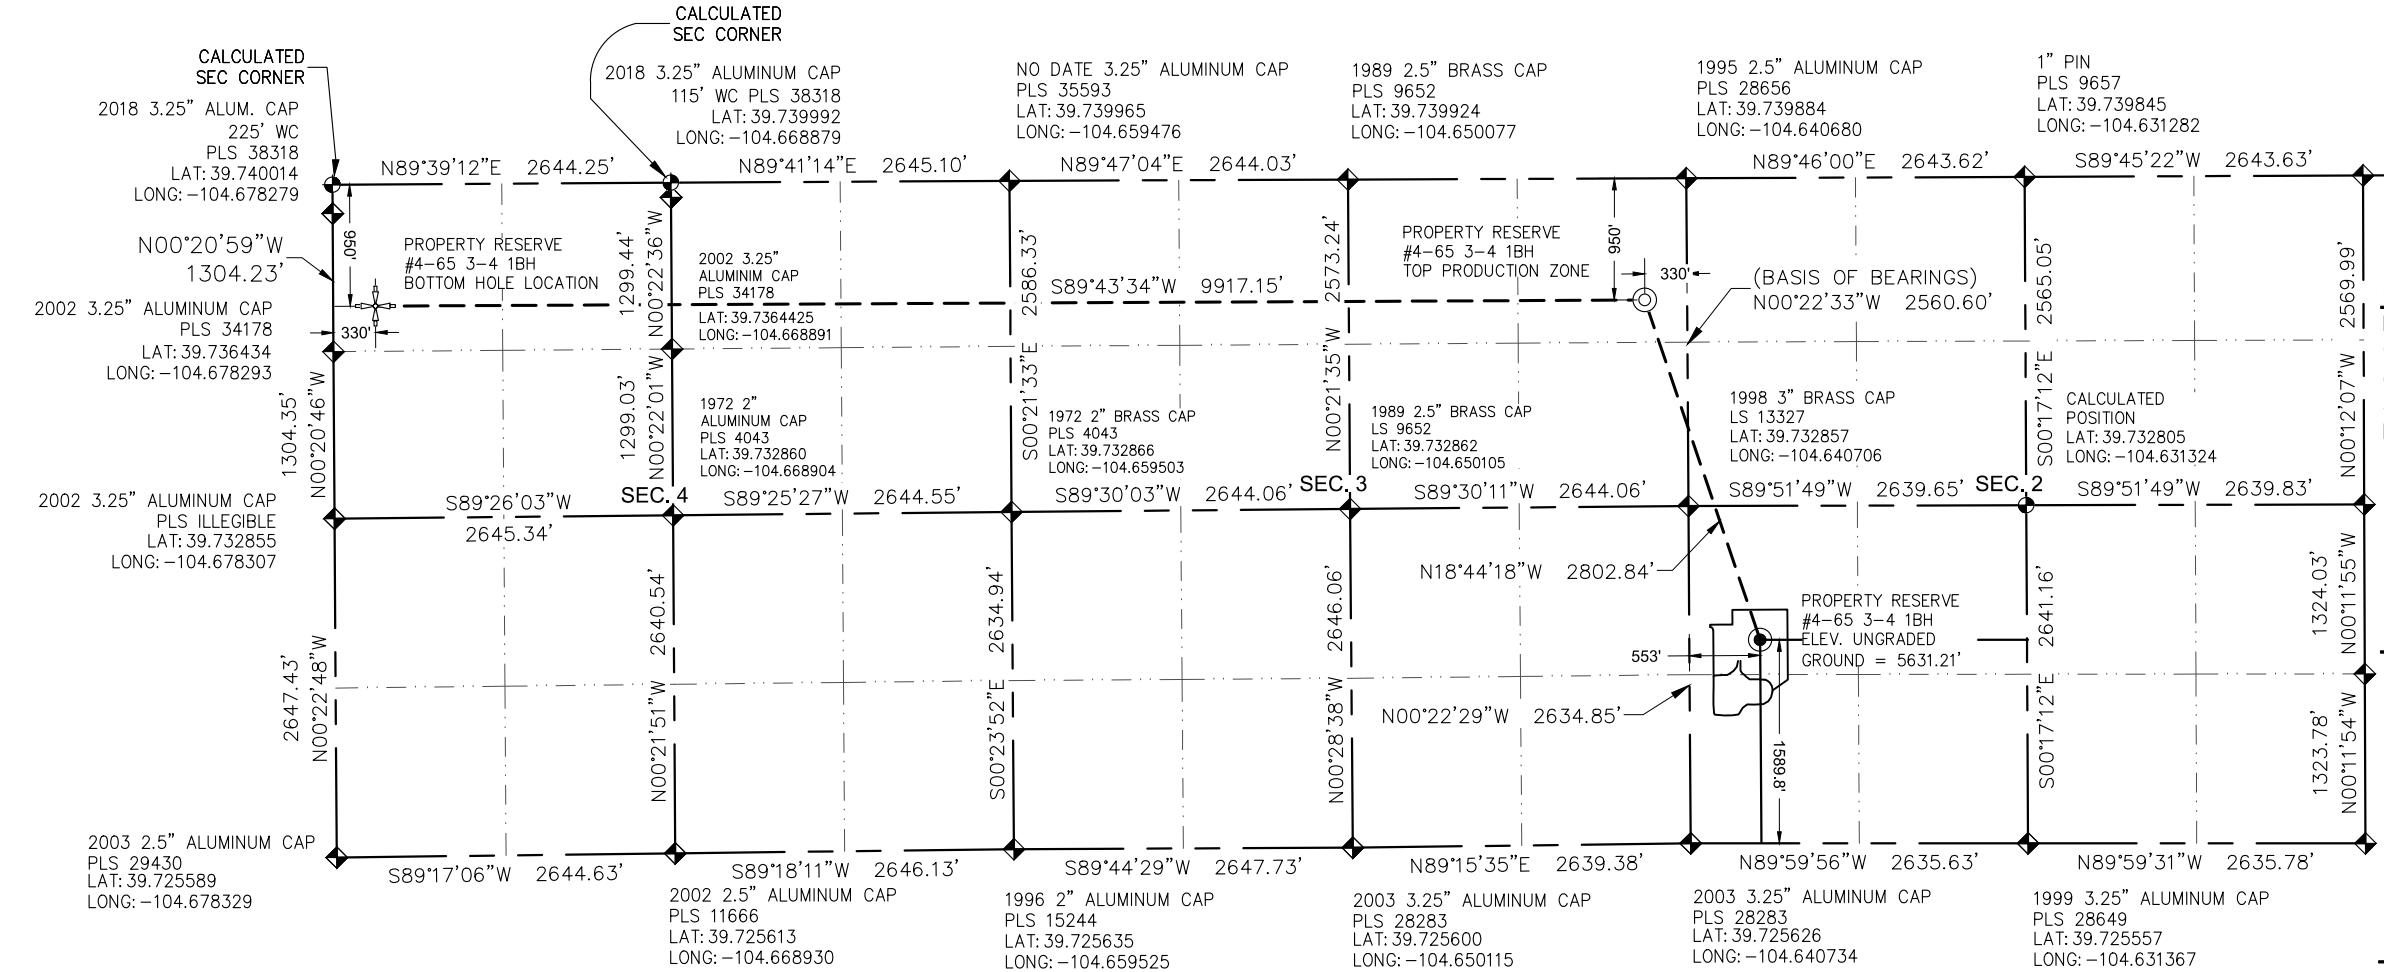 CALCULATED
SEC CORNER
CALCULATED
SEC CORNER
2018 3.25" ALUM. CAP
225' WC
PLS 38318
LAT: 39.740014
LONG: -104.678279
2018 3.25" ALUMINUM CAP
115' WC PLS 38318
LAT: 39.739992
LONG: -104.668879
NO DATE 3.25" ALUMINUM CAP
PLS 35593
LAT: 39.739965
LONG: -104.659476
1989 2.5" BRASS CAP
PLS 9652
LAT: 39.739924
LONG: -104.650077
1995 2.5" ALUMINUM CAP
PLS 28656
LAT: 39.739884
LONG: -104.640680
1" PIN
PLS 9657
LAT: 39.739845
LONG: -104.631282
N89°39'12"E 2644.25'
N89°41'14"E 2645.10'
N89°47'04"E 2644.03'
N89°46'00"E 2643.62'
S89°45'22"W 2643.63'
N00°20'59"W
1304.23'
950'
PROPERTY RESERVE
#4-65 3-4 1BH
BOTTOM HOLE LOCATION
330'
1299.44'
N00°22'36"W
2002 3.25"
ALUMINIM CAP
PLS 34178
LAT: 39.7364425
LONG: -104.668891
2586.33'
S00°21'33"E
S89°43'34"W 9917.15'
2573.24'
N00°21'35"W
PROPERTY RESERVE
#4-65 3-4 1BH
TOP PRODUCTION ZONE
950'
330'
(BASIS OF BEARINGS)
N00°22'33"W 2560.60'
2565.05'
S00°17'12"E
2569.99'
N00°12'07"W
2002 3.25" ALUMINUM CAP
PLS 34178
LAT: 39.736434
LONG: -104.678293
1304.35'
N00°20'46"W
1299.03'
N00°22'01"W
1972 2"
ALUMINUM CAP
PLS 4043
LAT: 39.732860
LONG: -104.668904
1972 2" BRASS CAP
PLS 4043
LAT: 39.732866
LONG: -104.659503
1989 2.5" BRASS CAP
LS 9652
LAT: 39.732862
LONG: -104.650105
1998 3" BRASS CAP
LS 13327
LAT: 39.732857
LONG: -104.640706
CALCULATED
POSITION
LAT: 39.732805
LONG: -104.631324
2002 3.25" ALUMINUM CAP
PLS ILLEGIBLE
LAT: 39.732855
LONG: -104.678307
S89°26'03"W
2645.34'
SEC. 4
S89°25'27"W 2644.55'
S89°30'03"W 2644.06'
SEC. 3
S89°30'11"W 2644.06'
S89°51'49"W 2639.65'
SEC. 2
S89°51'49"W 2639.83'
2647.43'
N00°22'48"W
2640.54'
N00°21'51"W
2634.94'
S00°23'52"E
2646.06'
N00°28'38"W
N18°44'18"W 2802.84'
553'
N00°22'29"W 2634.85'
PROPERTY RESERVE
#4-65 3-4 1BH
ELEV. UNGRADED
GROUND = 5631.21'
1589.8'
2641.16'
S00°17'12"E
1324.03'
N00°11'55"W
1323.78'
N00°11'54"W
S89°17'06"W 2644.63'
S89°18'11"W 2646.13'
S89°44'29"W 2647.73'
N89°15'35"E 2639.38'
N89°59'56"W 2635.63'
N89°59'31"W 2635.78'
2003 2.5" ALUMINUM CAP
PLS 29430
LAT: 39.725589
LONG: -104.678329
2002 2.5" ALUMINUM CAP
PLS 11666
LAT: 39.725613
LONG: -104.668930
1996 2" ALUMINUM CAP
PLS 15244
LAT: 39.725635
LONG: -104.659525
2003 3.25" ALUMINUM CAP
PLS 28283
LAT: 39.725600
LONG: -104.650115
2003 3.25" ALUMINUM CAP
PLS 28283
LAT: 39.725626
LONG: -104.640734
1999 3.25" ALUMINUM CAP
PLS 28649
LAT: 39.725557
LONG: -104.631367